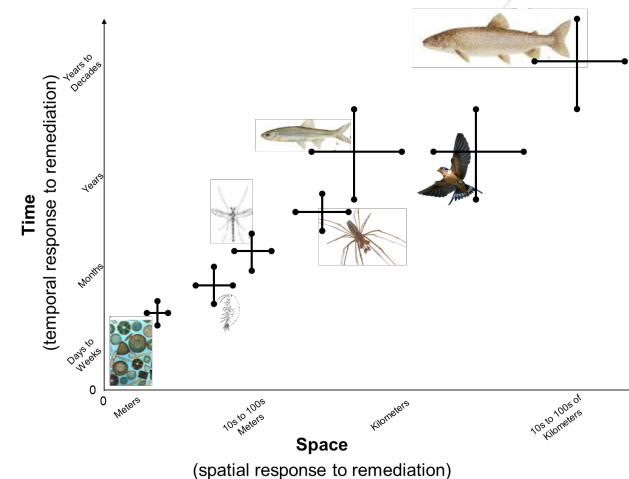 Time
(temporal response to remediation)
Years to
Decades
Years
Months
Days to
Weeks
0
0
Meters
10s to 100s
Meters
Kilometers
10s to 100s of
Kilometers
Space
(spatial response to remediation)